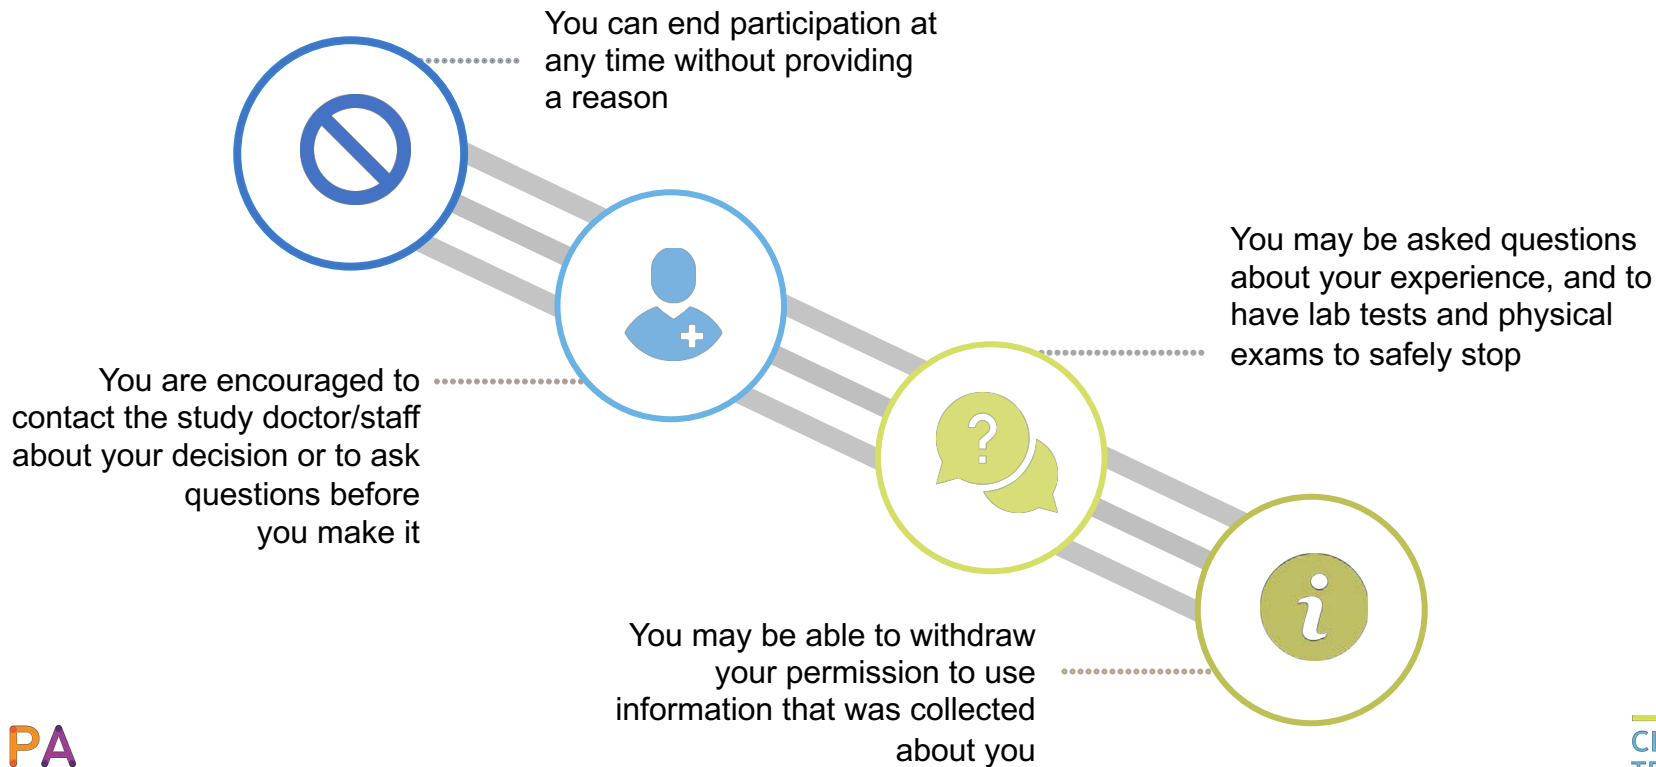 You can end participation at
any time without providing
a reason
You are encouraged to
contact the study doctor/staff
about your decision or to ask
questions before
you make it
You may be asked questions
about your experience, and to
have lab tests and physical
exams to safely stop
You may be able to withdraw
your permission to use
information that was collected
about you
PA